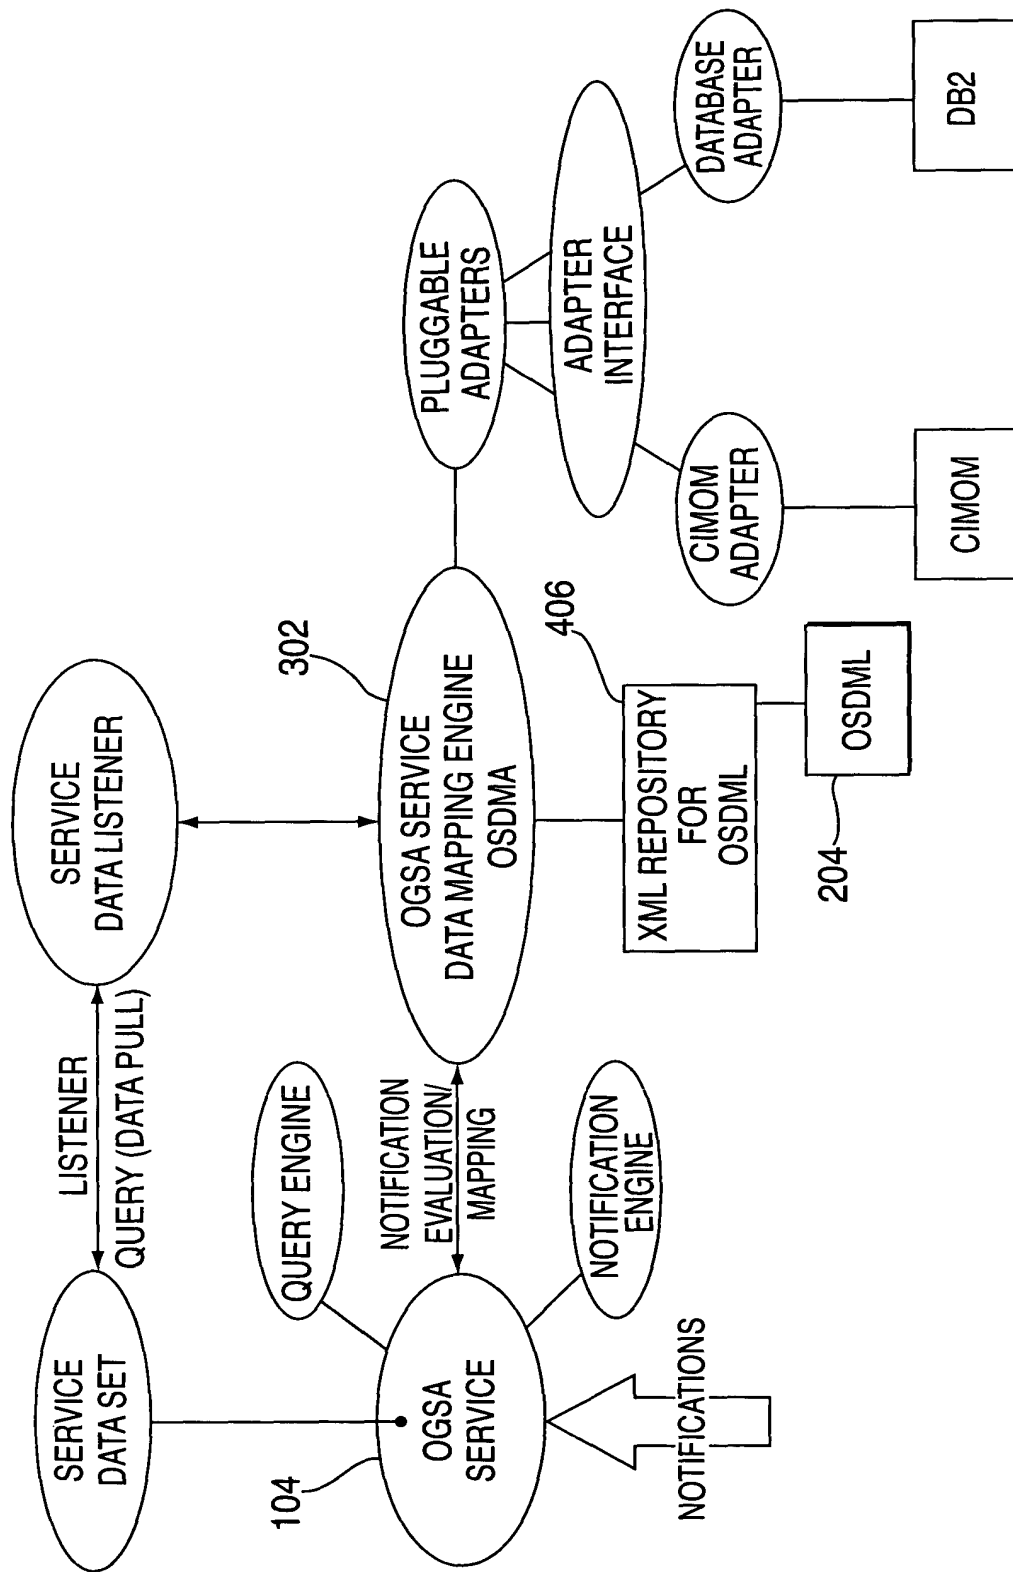 SERVICE
DATA SET
LISTENER
QUERY (DATA PULL)
SERVICE
DATA LISTENER
104
OGSA
SERVICE
QUERY ENGINE
NOTIFICATION
EVALUATION/
MAPPING
NOTIFICATION
ENGINE
NOTIFICATIONS
302
OGSA SERVICE
DATA MAPPING ENGINE
OSDMA
406
XML REPOSITORY
FOR
OSDML
204
OSDML
PLUGGABLE
ADAPTERS
ADAPTER
INTERFACE
CIMOM
ADAPTER
DATABASE
ADAPTER
CIMOM
DB2